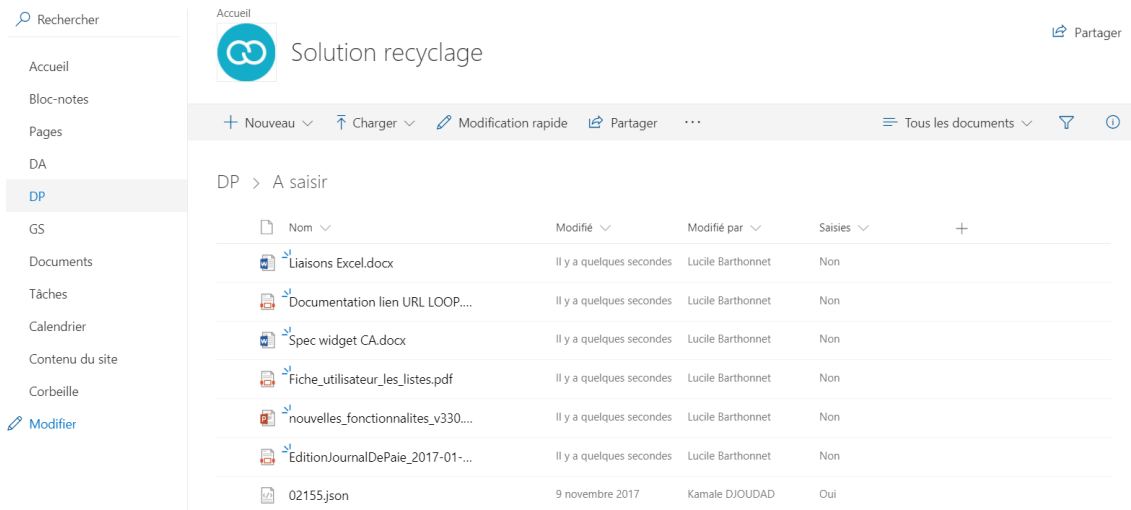 Rechercher
Accueil
Bloc-notes
Pages
DA
DP
GS
Documents
Tâches
Calendrier
Contenu du site
Corbeille
Modifier
Accueil
Solution recyclage
Partager
Nouveau Charger Modification rapide Partager ... Tous les documents
DP > A saisir
Nom Modifié Modifié par Saisies
Liaisons Excel.docx Il y a quelques secondes Lucile Barthonnet Non
Documentation lien URL LOOP.... Il y a quelques secondes Lucile Barthonnet Non
Spec widget CA.docx Il y a quelques secondes Lucile Barthonnet Non
Fiche_utilisateur_les_listes.pdf Il y a quelques secondes Lucile Barthonnet Non
nouvelles_fonctionnalites_v330.... Il y a quelques secondes Lucile Barthonnet Non
EditionJournalDePaie_2017-01-... Il y a quelques secondes Lucile Barthonnet Non
02155.json 9 novembre 2017 Kamale DJOUDAD Oui